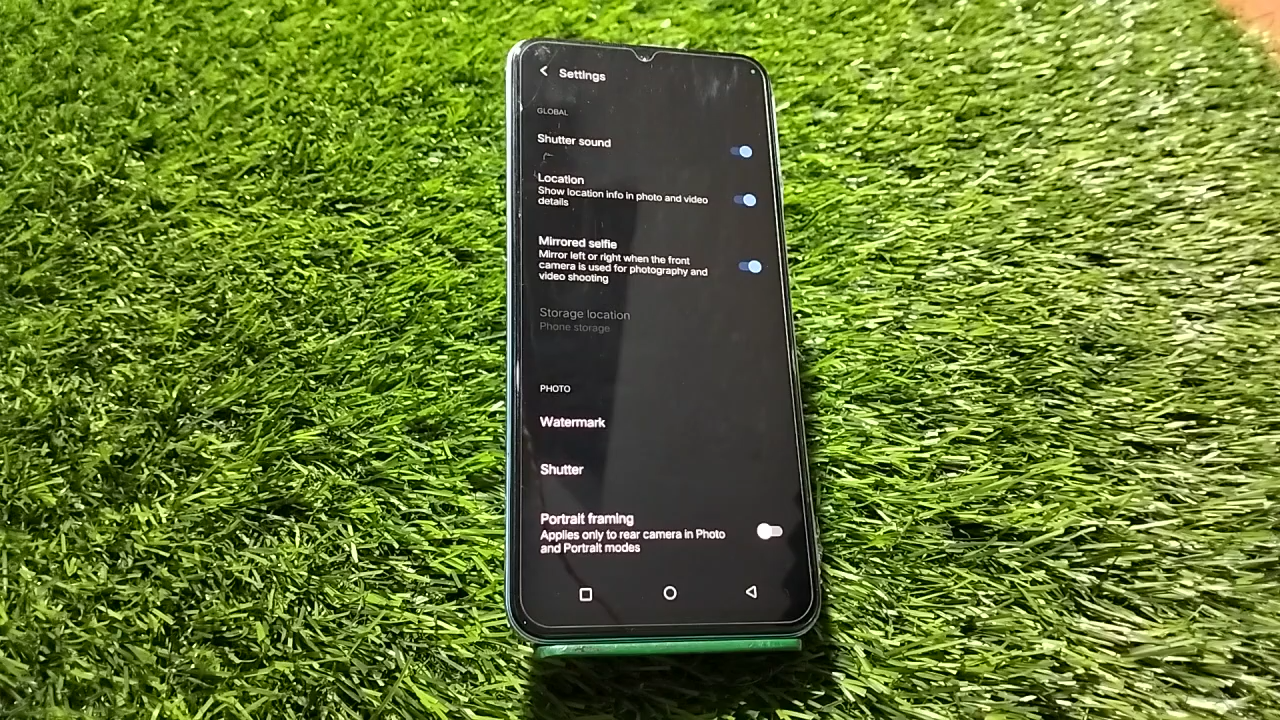 Settings
GLOBAL
Shutter sound
Location
Show location info in photo and video
details
Mirrored selfie
Mirror left or right when the front
camera is used for photography and
video shooting
Storage location
Phone storage
PHOTO
Watermark
Shutter
Portrait framing
Applies only to rear camera in Photo
and Portrait modes